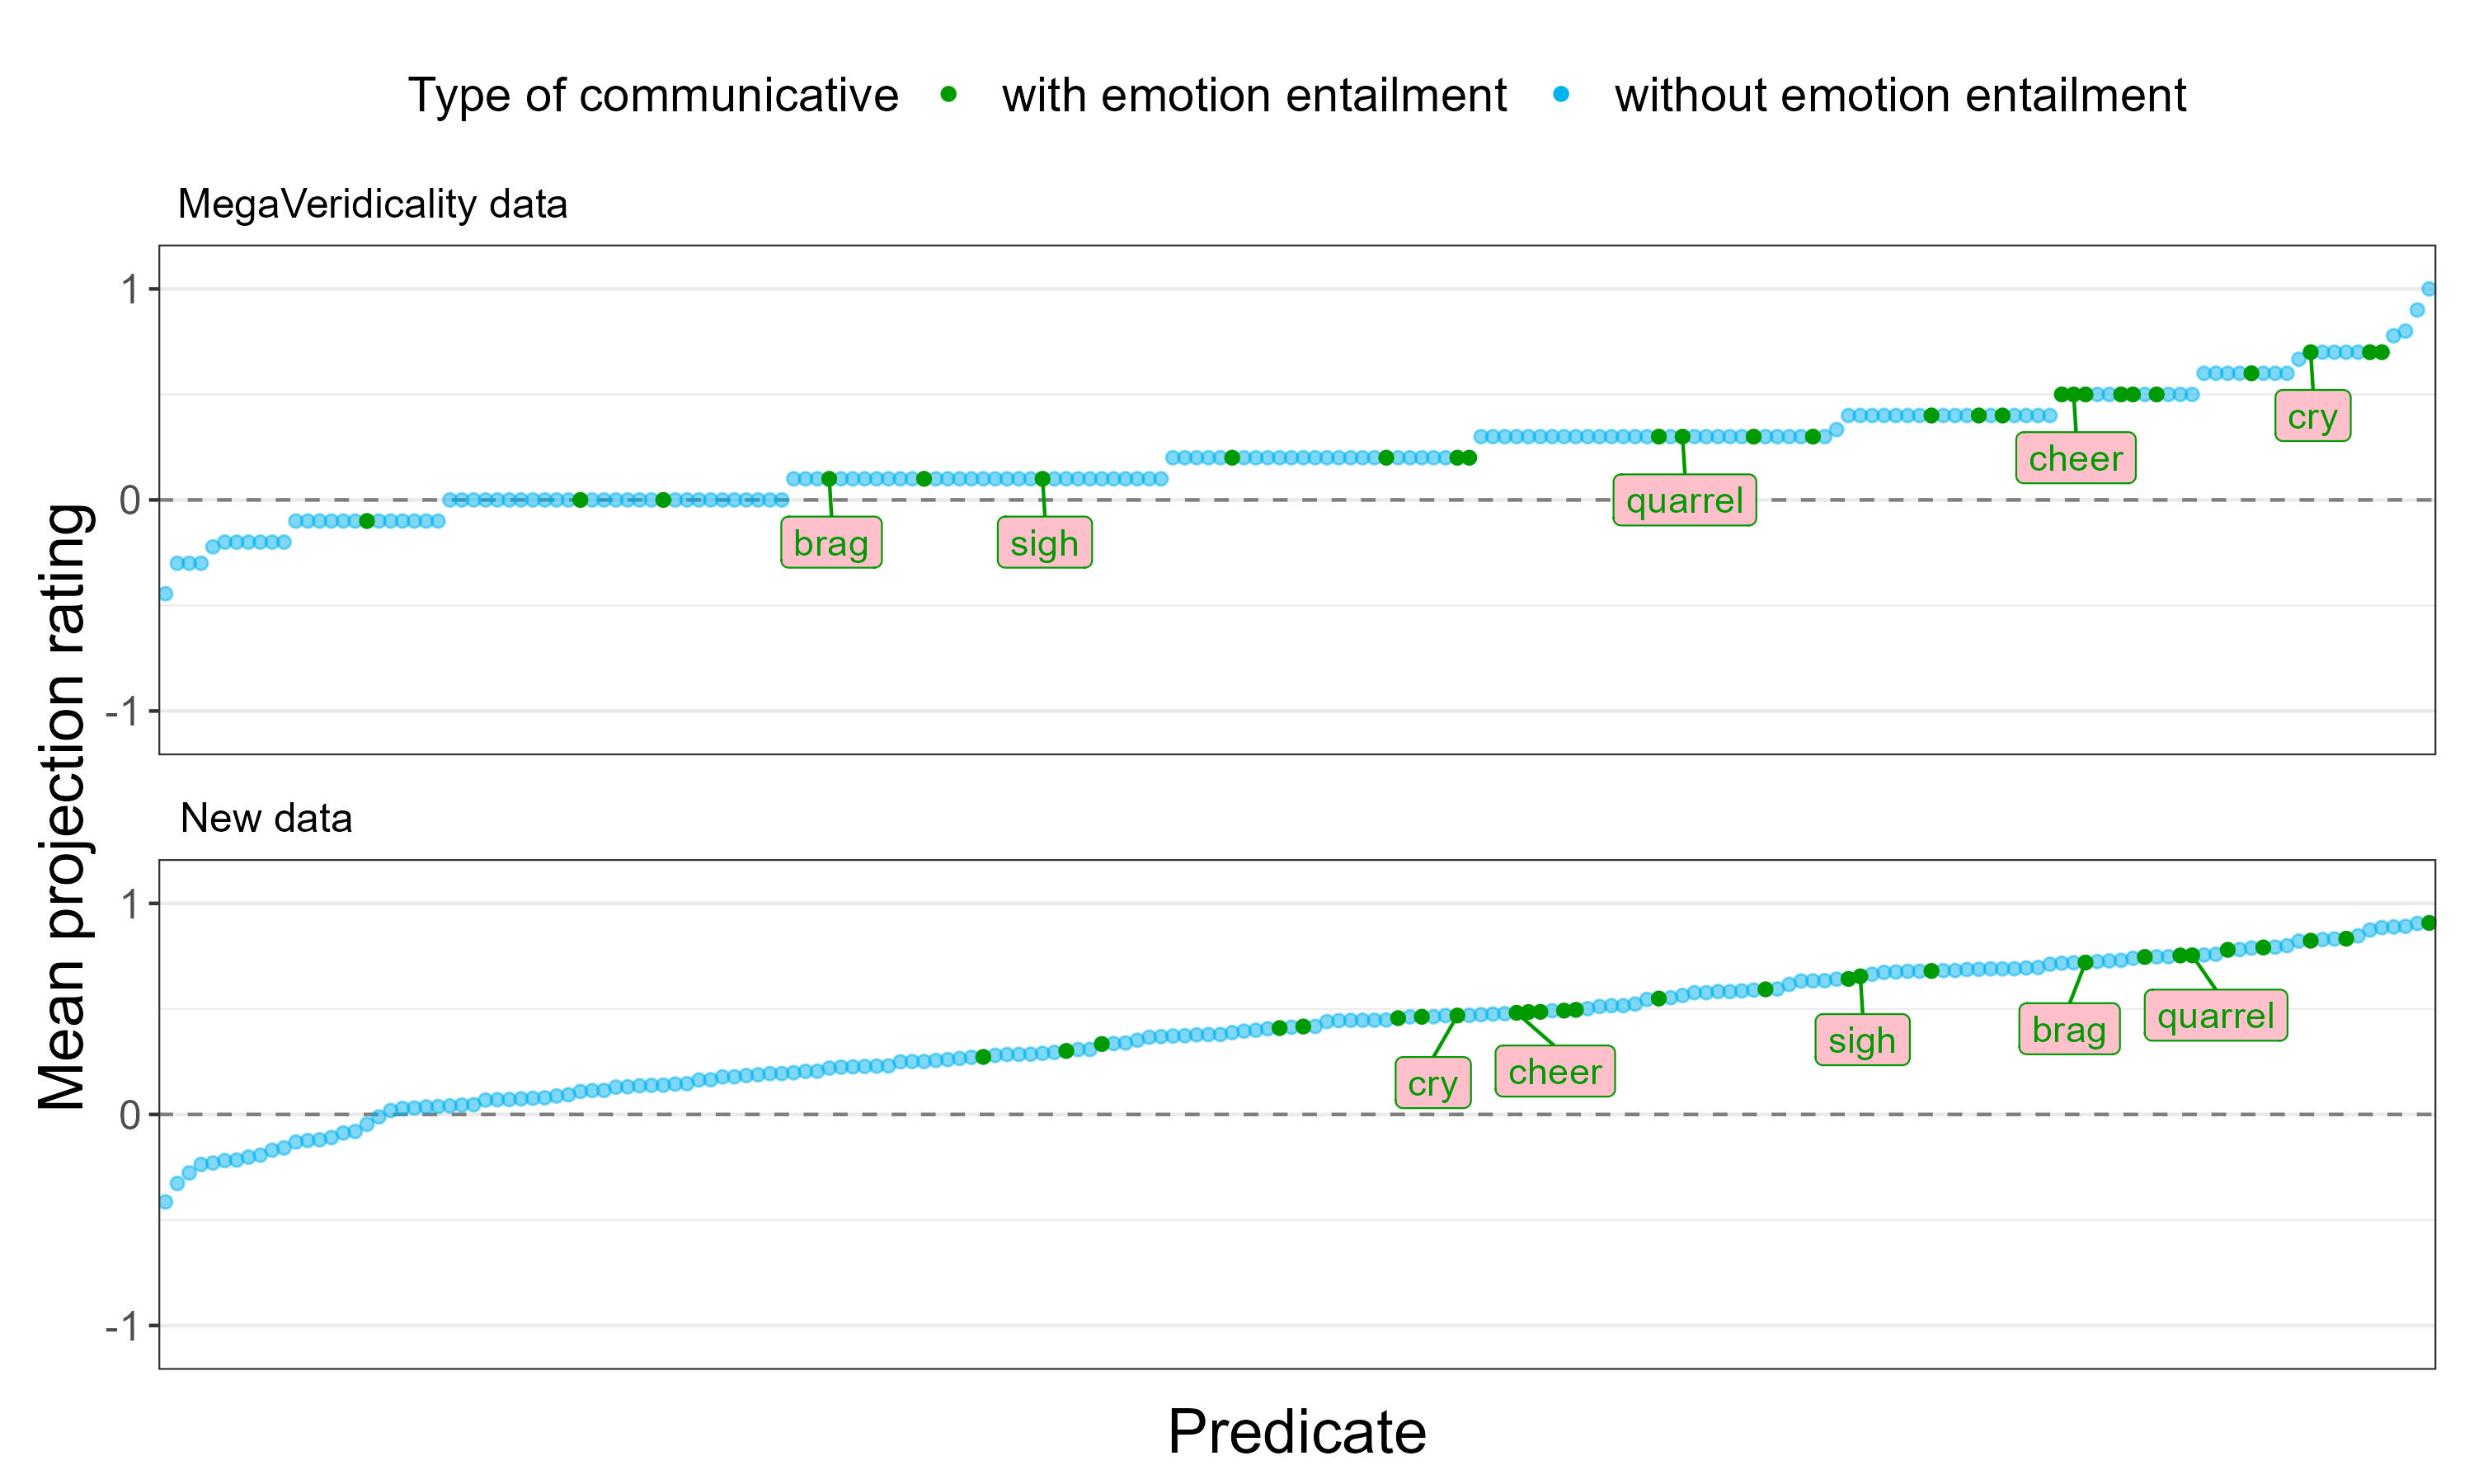 Type of communicative with emotion entailment without emotion entailment
MegaVeridicality data
1
0
-1
brag
sigh
quarrel
cheer
cry
New data
1
0
-1
cry
cheer
sigh
brag
quarrel
Mean projection rating
Predicate